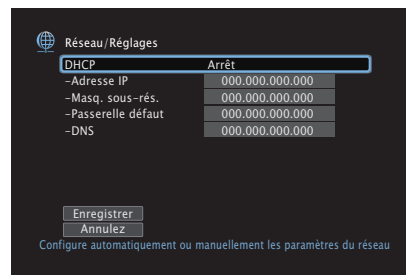 Réseau/Réglages
DHCP Arrêt
–Adresse IP 000.000.000.000
–Masq. sous-rés. 000.000.000.000
–Passerelle défaut 000.000.000.000
–DNS 000.000.000.000
Enregistrer
Annulez
Configure automatiquement ou manuellement les paramètres du réseau